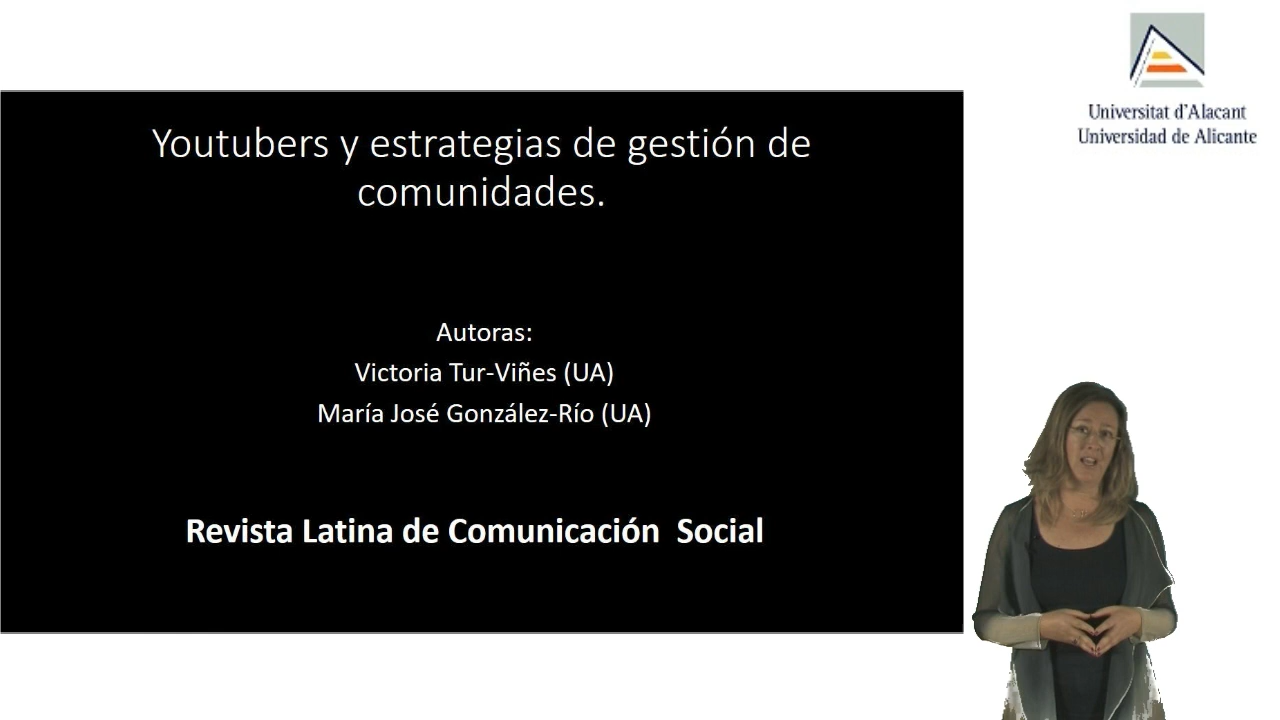 Youtubers y estrategias de gestión de
comunidades.
Autoras:
Victoria Tur-Viñes (UA)
María José González-Río (UA)
Revista Latina de Comunicación  Social
Universitat d'Alacant
Universidad de Alicante